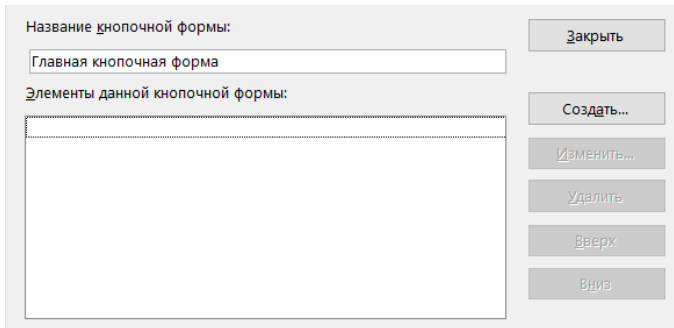 Название кнопочной формы:
Закрыть
Главная кнопочная форма
Элементы данной кнопочной формы:
Создать...
Изменить...
Удалить
Вверх
Вниз